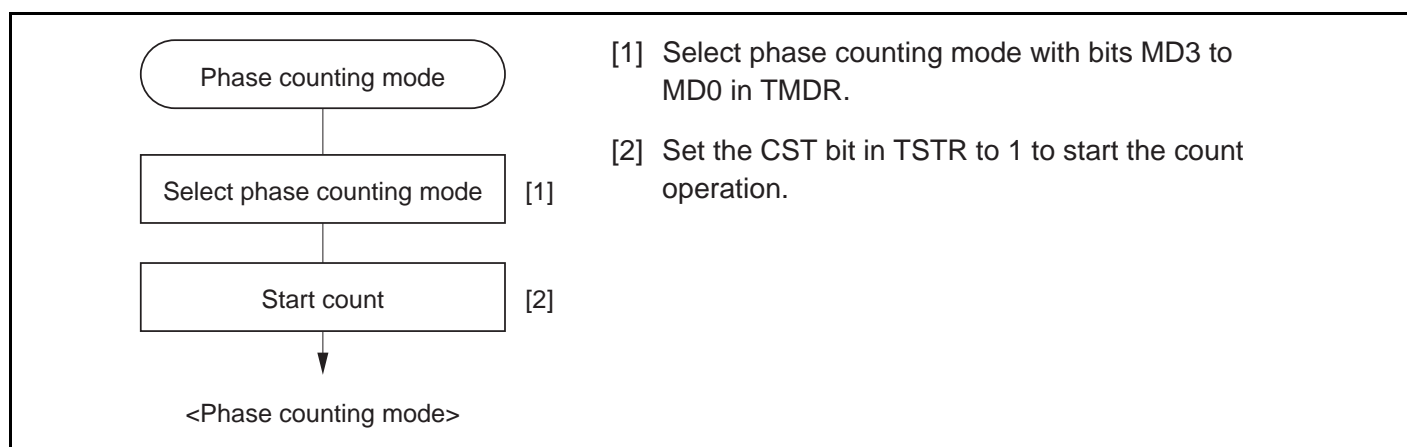 Phase counting mode
Select phase counting mode [1]
Start count [2]
<Phase counting mode>
[1] Select phase counting mode with bits MD3 to
MD0 in TMDR.
[2] Set the CST bit in TSTR to 1 to start the count
operation.